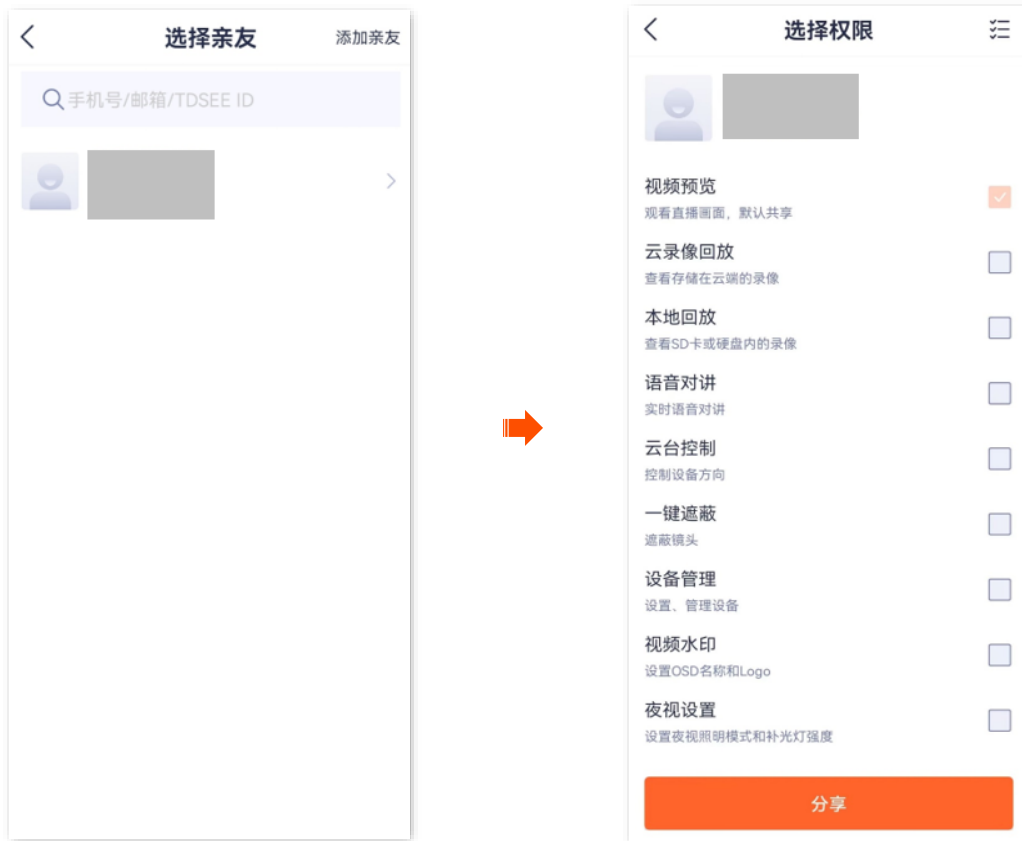 选择亲友
添加亲友
手机号/邮箱/TDSEE ID
选择权限
视频预览
观看直播画面，默认共享
云录像回放
查看存储在云端的录像
本地回放
查看SD卡或硬盘内的录像
语音对讲
实时语音对讲
云台控制
控制设备方向
一键遮蔽
遮蔽镜头
设备管理
设置、管理设备
视频水印
设置OSD名称和Logo
夜视设置
设置夜视照明模式和补光灯强度
分享